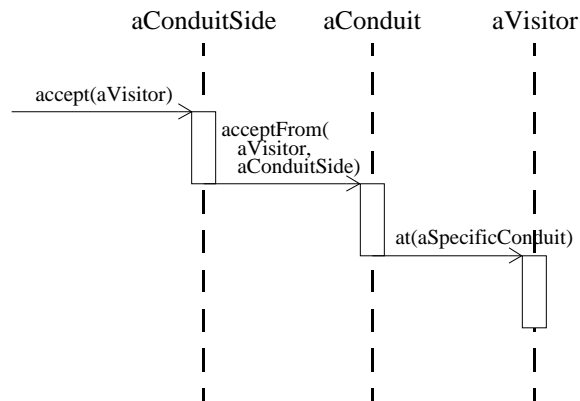 aConduitSide aConduit aVisitor
accept(aVisitor)
acceptFrom(
aVisitor,
aConduitSide)
at(aSpecificConduit)